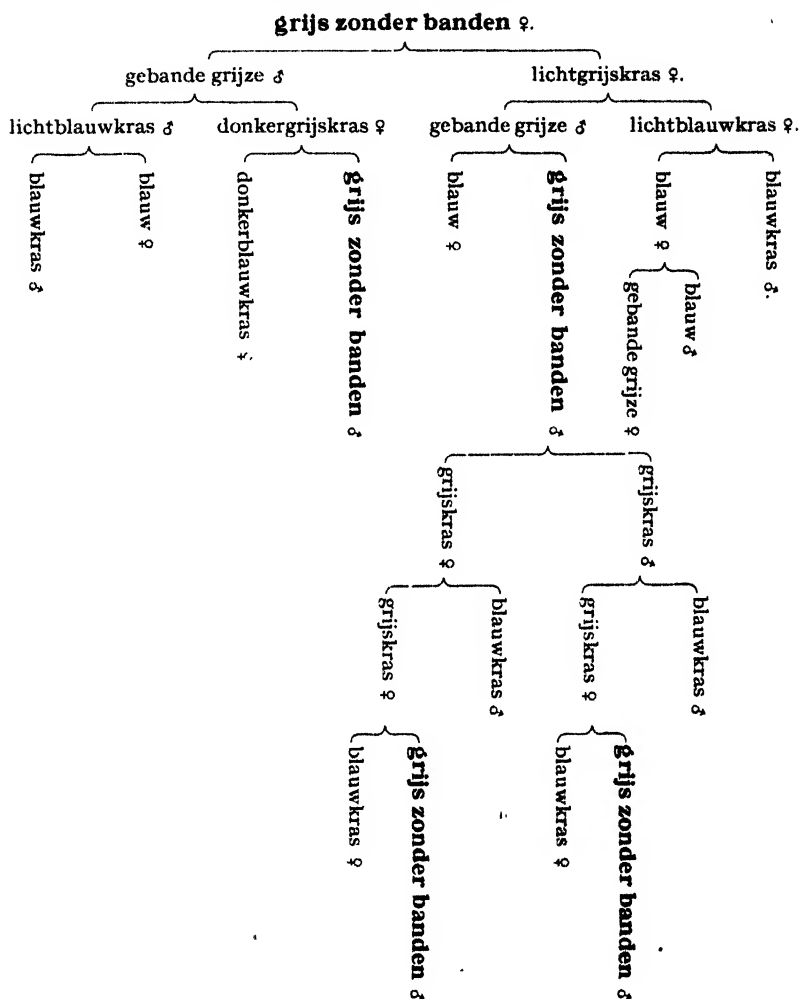 grijs zonder banden ♀.
gebande grijze ♂
lichtgrijskras ♀.
lichtblauwkras ♂
donkergrijskras ♀
gebande grijze ♂
lichtblauwkras ♀.
blauwkras ♂
blauw ♀
donkerblauwkras ♀
grijs zonder banden ♂
blauw ♀
grijs zonder banden ♂
blauw ♀
blauwkras ♂.
gebande grijze ♀
blauw ♂
grijskras ♀
grijskras ♂
grijskras ♀
blauwkras ♂
grijskras ♀
blauwkras ♂
blauwkras ♀
grijs zonder banden ♂
blauwkras ♀
grijs zonder banden ♂